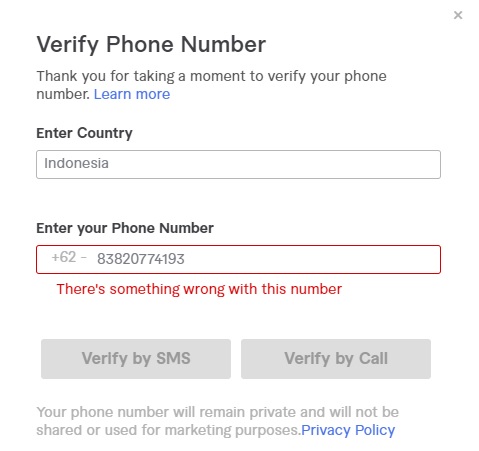 ×
Verify Phone Number
Thank you for taking a moment to verify your phone
number. Learn more
Enter Country
Indonesia
Enter your Phone Number
+62 - 83820774193
There's something wrong with this number
Verify by SMS Verify by Call
Your phone number will remain private and will not be
shared or used for marketing purposes.Privacy Policy